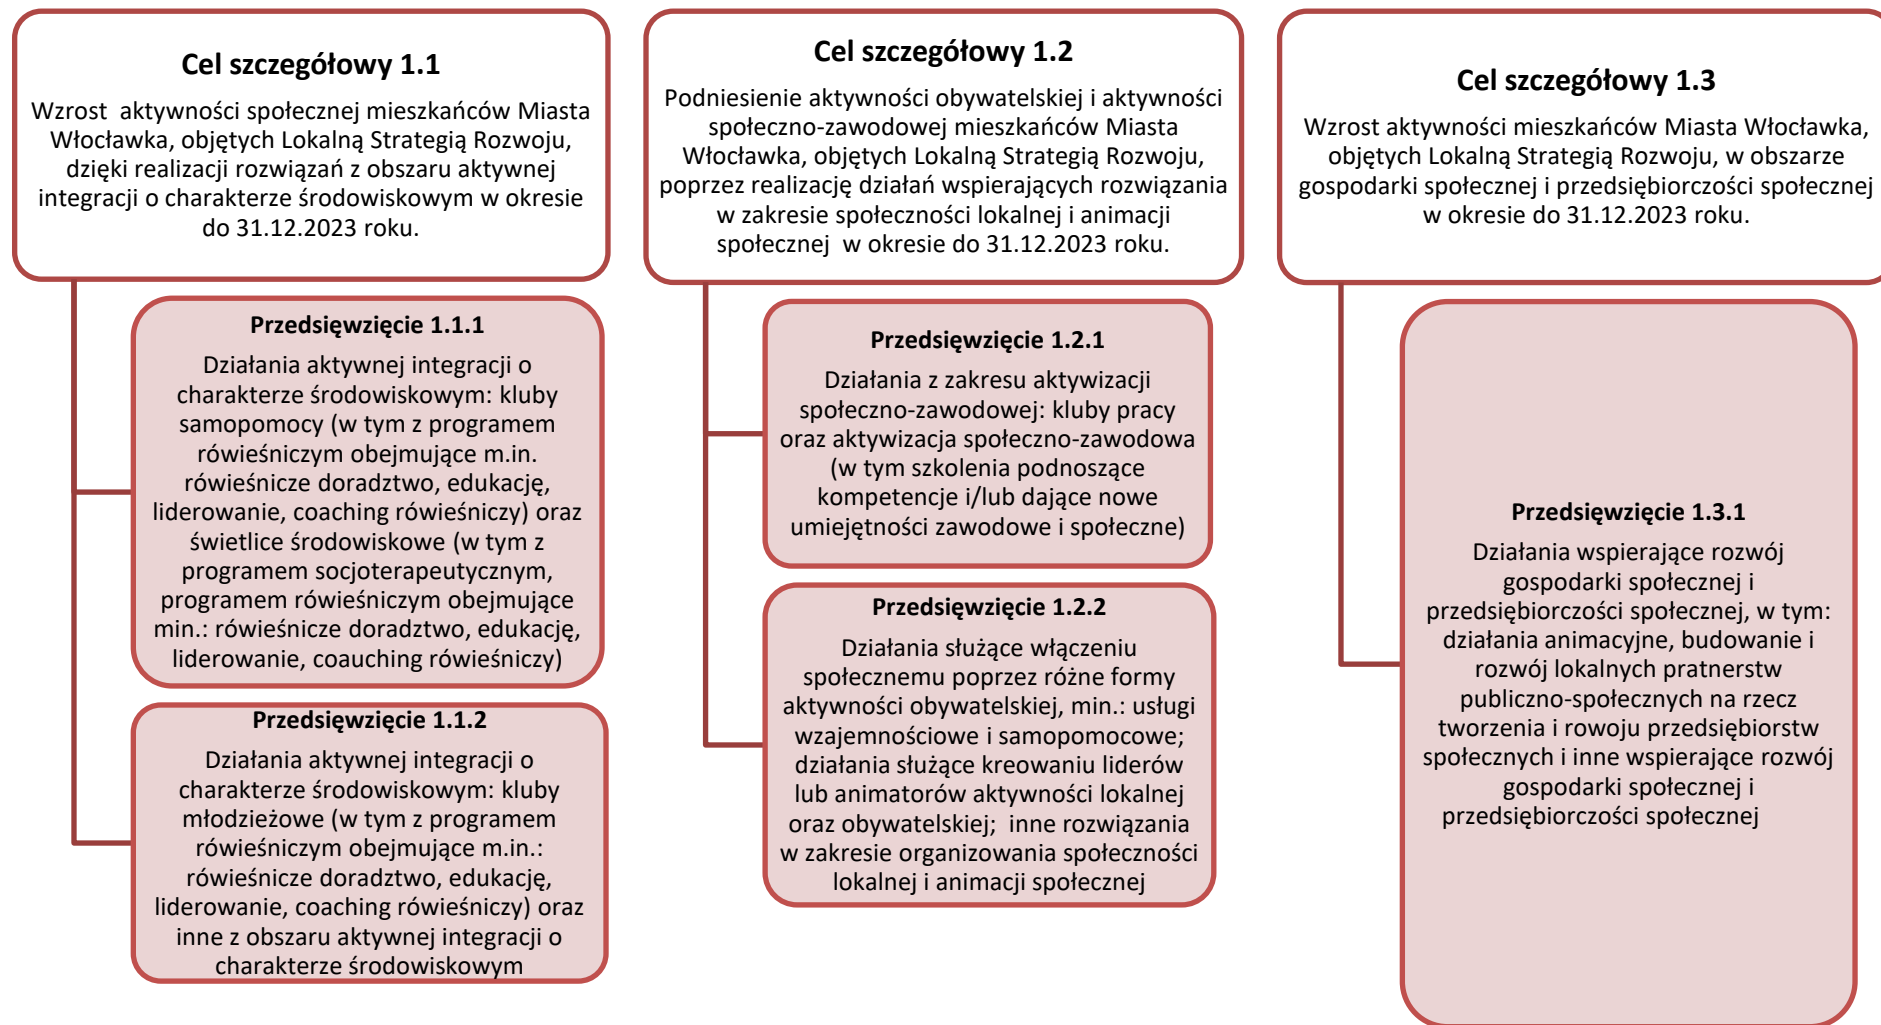 Cel szczegółowy 1.1
Wzrost  aktywności społecznej mieszkańców Miasta
Włocławka, objętych Lokalną Strategią Rozwoju,
dzięki realizacji rozwiązań z obszaru aktywnej
integracji o charakterze środowiskowym w okresie
do 31.12.2023 roku.
Przedsięwzięcie 1.1.1
Działania aktywnej integracji o
charakterze środowiskowym: kluby
samopomocy (w tym z programem
rówieśniczym obejmujące m.in.
rówieśnicze doradztwo, edukację,
liderowanie, coaching rówieśniczy) oraz
świetlice środowiskowe (w tym z
programem socjoterapeutycznym,
programem rówieśniczym obejmujące
min.: rówieśnicze doradztwo, edukację,
liderowanie, coauching rówieśniczy)
Przedsięwzięcie 1.1.2
Działania aktywnej integracji o
charakterze środowiskowym: kluby
młodzieżowe (w tym z programem
rówieśniczym obejmujące m.in.:
rówieśnicze doradztwo, edukację,
liderowanie, coaching rówieśniczy) oraz
inne z obszaru aktywnej integracji o
charakterze środowiskowym
Cel szczegółowy 1.2
Podniesienie aktywności obywatelskiej i aktywności
społeczno-zawodowej mieszkańców Miasta
Włocławka, objętych Lokalną Strategią Rozwoju,
poprzez realizację działań wspierających rozwiązania
w zakresie społeczności lokalnej i animacji
społecznej  w okresie do 31.12.2023 roku.
Przedsięwzięcie 1.2.1
Działania z zakresu aktywizacji
społeczno-zawodowej: kluby pracy
oraz aktywizacja społeczno-zawodowa
(w tym szkolenia podnoszące
kompetencje i/lub dające nowe
umiejętności zawodowe i społeczne)
Przedsięwzięcie 1.2.2
Działania służące włączeniu
społecznemu poprzez różne formy
aktywności obywatelskiej, min.: usługi
wzajemnościowe i samopomocowe;
działania służące kreowaniu liderów
lub animatorów aktywności lokalnej
oraz obywatelskiej;  inne rozwiązania
w zakresie organizowania społeczności
lokalnej i animacji społecznej
Cel szczegółowy 1.3
Wzrost aktywności mieszkańców Miasta Włocławka,
objętych Lokalną Strategią Rozwoju, w obszarze
gospodarki społecznej i przedsiębiorczości społecznej
w okresie do 31.12.2023 roku.
Przedsięwzięcie 1.3.1
Działania wspierające rozwój
gospodarki społecznej i
przedsiębiorczości społecznej, w tym:
działania animacyjne, budowanie i
rozwój lokalnych pratnerstw
publiczno-społecznych na rzecz
tworzenia i rowoju przedsiębiorstw
społecznych i inne wspierające rozwój
gospodarki społecznej i
przedsiębiorczości społecznej